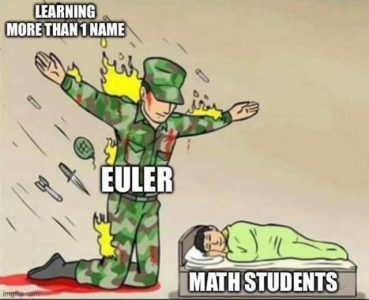 LEARNING
MORE THAN 1 NAME
EULER
MATH STUDENTS
imgflip.com